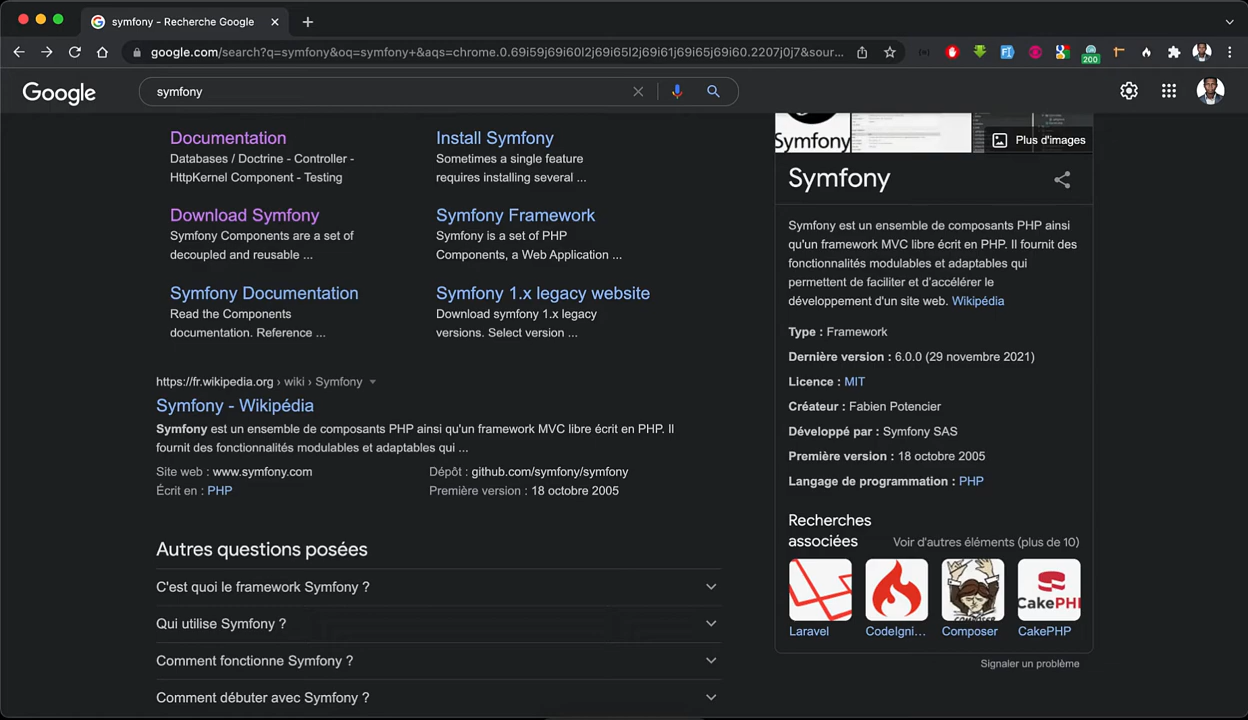 symfony - Recherche Google
google.com/search?q=symfony&oq=symfony+&aqs=chrome.0.69i59j69i60l2j69i65l2j69i61j69i65j69i60.2207j0j7&sour...
200
Google
symfony
Documentation
Databases / Doctrine - Controller -
HttpKernel Component - Testing
Install Symfony
Sometimes a single feature
requires installing several ...
Download Symfony
Symfony Components are a set of
decoupled and reusable ...
Symfony Framework
Symfony is a set of PHP
Components, a Web Application ...
Symfony Documentation
Read the Components
documentation. Reference ...
Symfony 1.x legacy website
Download symfony 1.x legacy
versions. Select version ...
https://fr.wikipedia.org › wiki › Symfony
Symfony - Wikipédia
Symfony est un ensemble de composants PHP ainsi qu'un framework MVC libre écrit en PHP. Il
fournit des fonctionnalités modulables et adaptables qui ...
Site web : www.symfony.com
Dépôt : github.com/symfony/symfony
Écrit en : PHP
Première version : 18 octobre 2005
Autres questions posées
C'est quoi le framework Symfony ?
Qui utilise Symfony ?
Comment fonctionne Symfony ?
Comment débuter avec Symfony ?
Symfony
Plus d'images
Symfony
Symfony est un ensemble de composants PHP ainsi
qu'un framework MVC libre écrit en PHP. Il fournit des
fonctionnalités modulables et adaptables qui
permettent de faciliter et d'accélérer le
développement d'un site web. Wikipédia
Type : Framework
Dernière version : 6.0.0 (29 novembre 2021)
Licence : MIT
Créateur : Fabien Potencier
Développé par : Symfony SAS
Première version : 18 octobre 2005
Langage de programmation : PHP
Recherches
associées
Voir d'autres éléments (plus de 10)
CakePH
Laravel
CodeIgni...
Composer
CakePHP
Signaler un problème